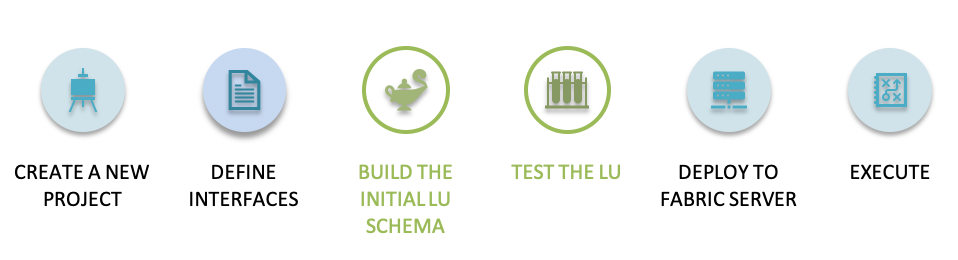 CREATE A NEW
PROJECT
DEFINE
INTERFACES
BUILD THE
INITIAL LU
SCHEMA
TEST THE LU
DEPLOY TO
FABRIC SERVER
EXECUTE